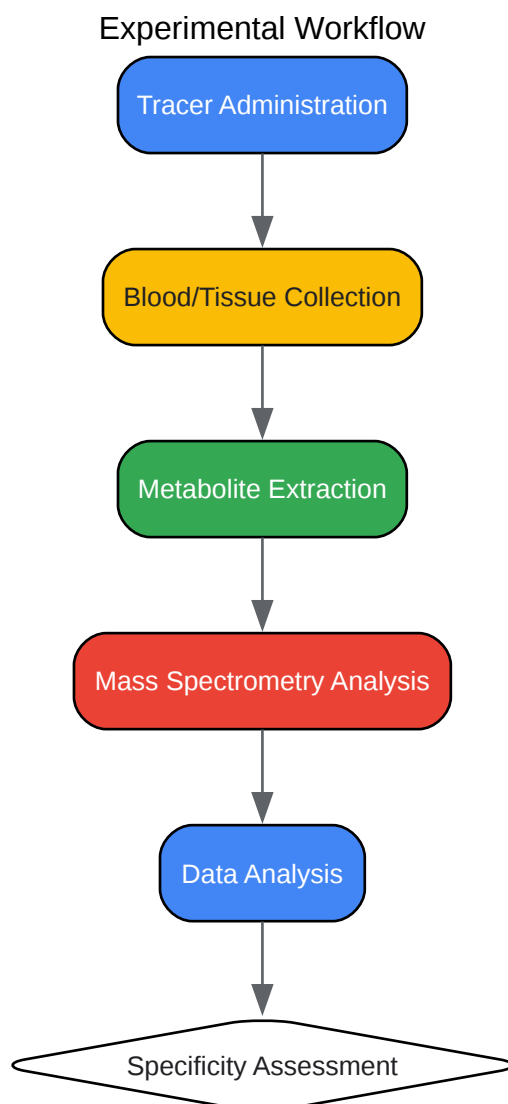 Experimental Workflow
Tracer Administration
Blood/Tissue Collection
Metabolite Extraction
Mass Spectrometry Analysis
Data Analysis
Specificity Assessment